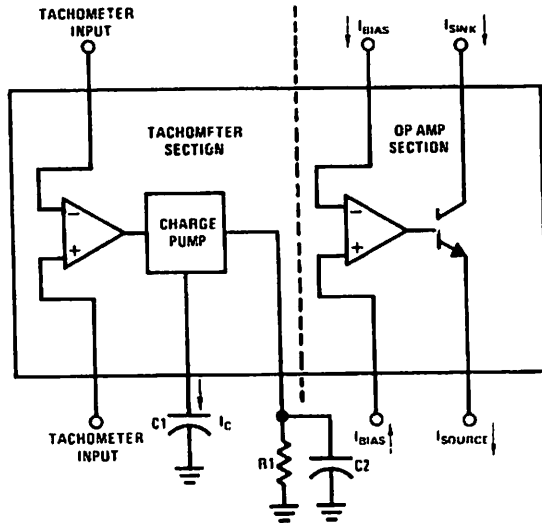 TACHOMETER
INPUT
IBIAS
ISINK
TACHOMFTER
SECTION
OP AMP
SECTION
−
+
CHARGE
PUMP
−
+
TACHOMETER
INPUT
C1
IC
R1
C2
IBIAS
ISOURCE